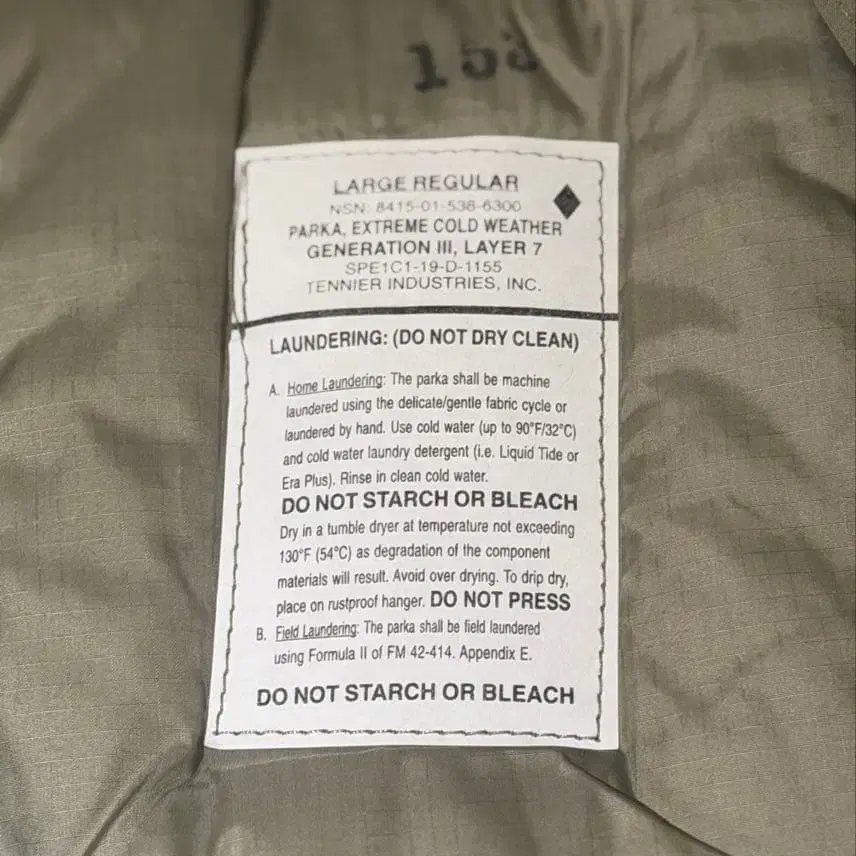 153
LARGE REGULAR
NSN: 8415-01-538-6300
PARKA, EXTREME COLD WEATHER
GENERATION III, LAYER 7
SPE1C1-19-D-1155
TENNIER INDUSTRIES, INC.
LAUNDERING: (DO NOT DRY CLEAN)
A. Home Laundering: The parka shall be machine
laundered using the delicate/gentle fabric cycle or
laundered by hand. Use cold water (up to 90°F/32°C)
and cold water laundry detergent (i.e. Liquid Tide or
Era Plus). Rinse in clean cold water.
DO NOT STARCH OR BLEACH
Dry in a tumble dryer at temperature not exceeding
130°F (54°C) as degradation of the component
materials will result. Avoid over drying. To drip dry,
place on rustproof hanger. DO NOT PRESS
B. Field Laundering: The parka shall be field laundered
using Formula II of FM 42-414. Appendix E.
DO NOT STARCH OR BLEACH